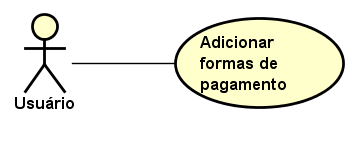 Adicionar
formas de
pagamento
Usuário